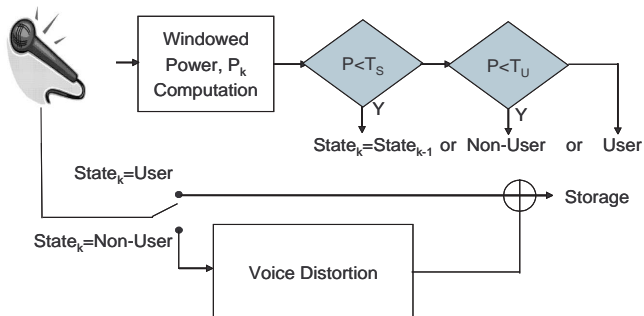 Windowed
Power, Pk
Computation
P<TS
P<TU
Y
Y
Statek=Statek-1 or Non-User or User
Statek=User
Storage
Statek=Non-User
Voice Distortion